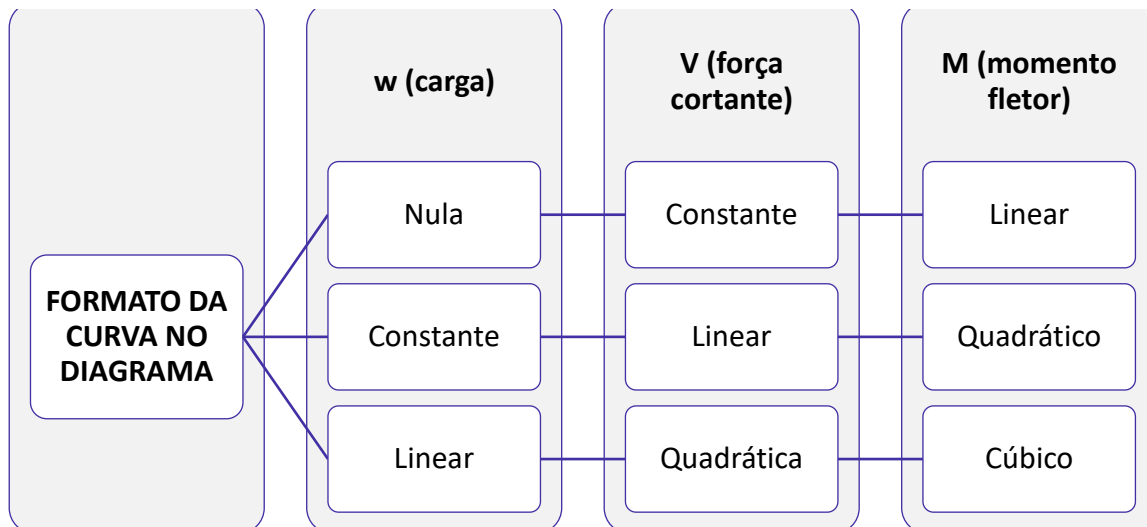 w (carga)
V (força
cortante)
M (momento
fletor)
FORMATO DA
CURVA NO
DIAGRAMA
Nula
Constante
Linear
Constante
Linear
Quadrático
Linear
Quadrática
Cúbico